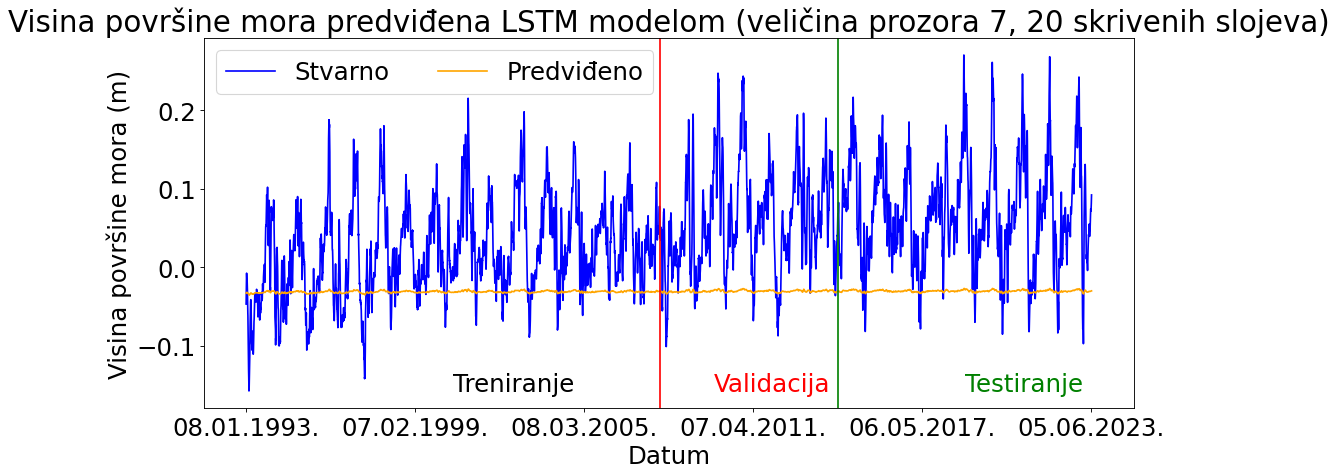 Visina površine mora predviđena LSTM modelom (veličina prozora 7, 20 skrivenih slojeva)
Stvarno
Predviđeno
Visina površine mora (m)
0.2
0.1
0.0
−0.1
Treniranje
Validacija
Testiranje
08.01.1993.
07.02.1999.
08.03.2005.
07.04.2011.
06.05.2017.
05.06.2023.
Datum